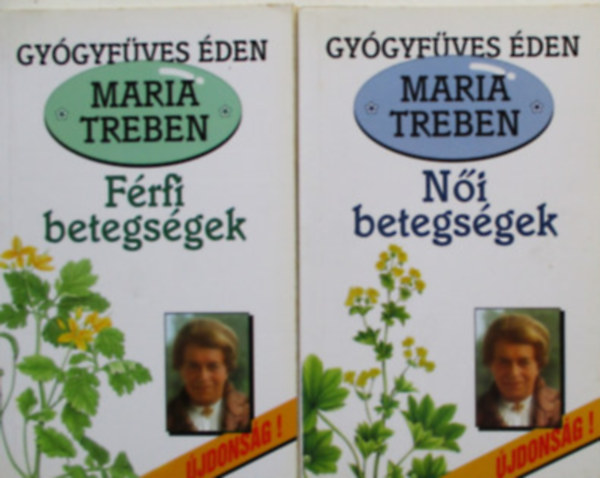 GYÓGYFÜVES ÉDEN
MARIA
TREBEN
Férfi
betegségek
ÚJDONSÁG !
GYÓGYFÜVES ÉDEN
MARIA
TREBEN
Női
betegségek
ÚJDONSÁG !